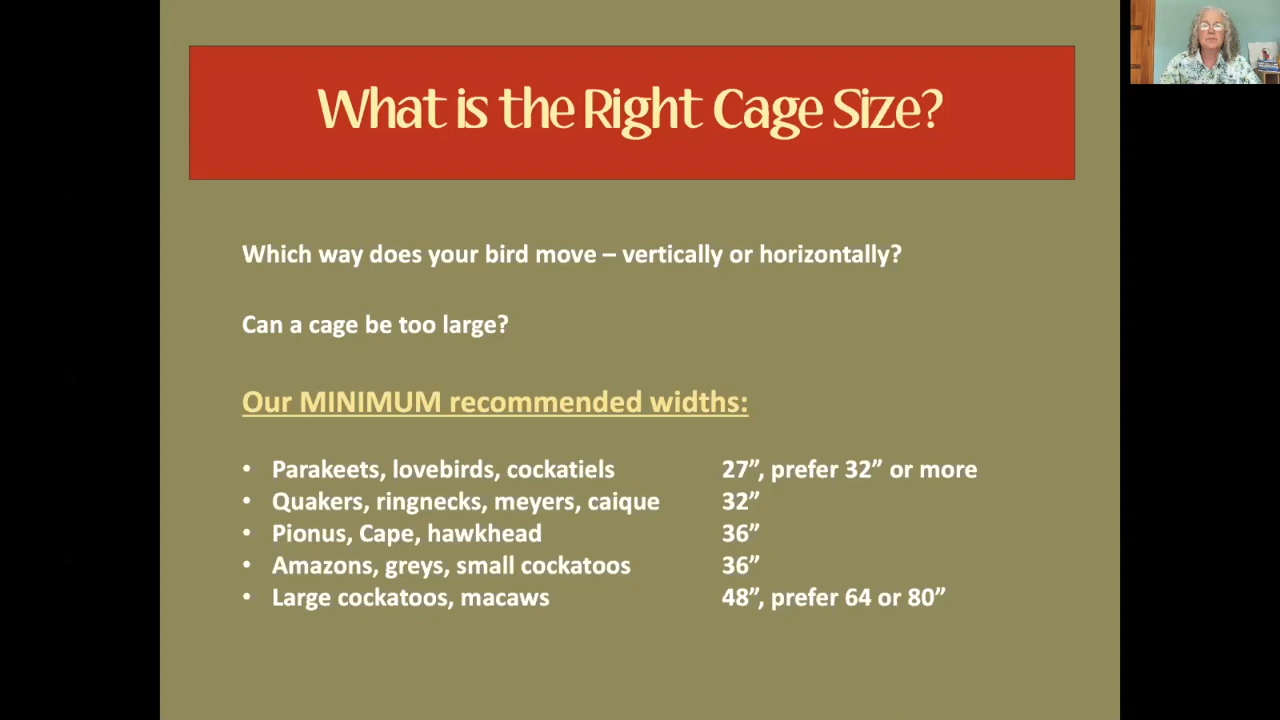 What is the Right Cage Size?
Which way does your bird move – vertically or horizontally?
Can a cage be too large?
Our MINIMUM recommended widths:
• Parakeets, lovebirds, cockatiels 27”, prefer 32” or more
• Quakers, ringnecks, meyers, caique 32”
• Pionus, Cape, hawkhead 36”
• Amazons, greys, small cockatoos 36”
• Large cockatoos, macaws 48”, prefer 64 or 80”